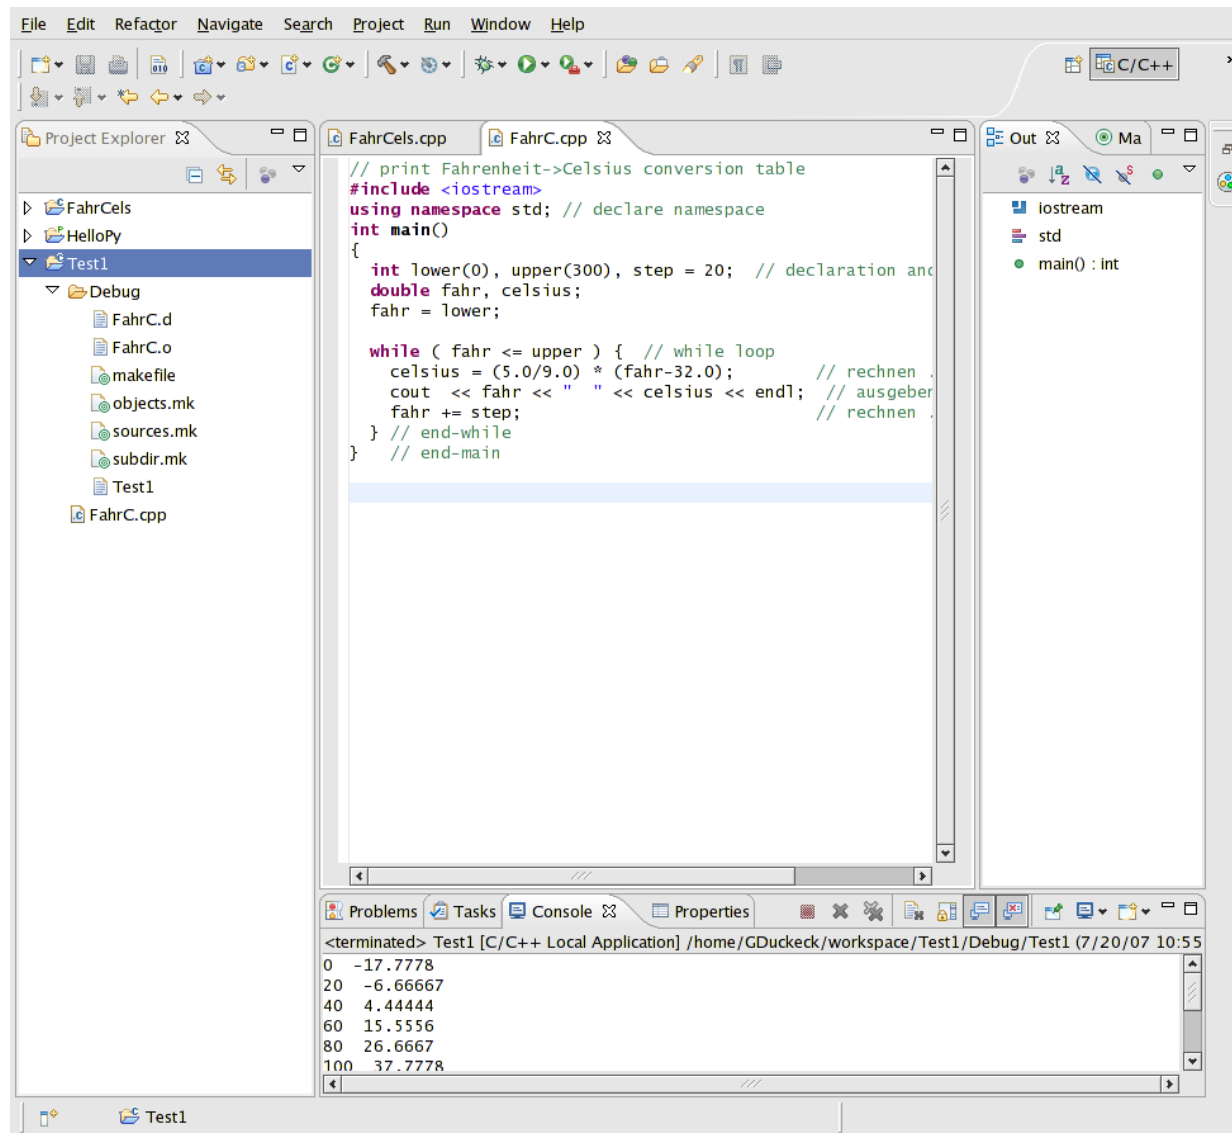 File Edit Refactor Navigate Search Project Run Window Help
C/C++
Project Explorer
FahrCels
HelloPy
Test1
Debug
FahrC.d
FahrC.o
makefile
objects.mk
sources.mk
subdir.mk
Test1
FahrC.cpp
FahrCels.cpp FahrC.cpp
// print Fahrenheit->Celsius conversion table
#include <iostream>
using namespace std; // declare namespace
int main()
{
int lower(0), upper(300), step = 20; // declaration and
double fahr, celsius;
fahr = lower;
while ( fahr <= upper ) { // while loop
celsius = (5.0/9.0) * (fahr-32.0); // rechnen .
cout << fahr << "  " << celsius << endl; // ausgeben
fahr += step; // rechnen .
} // end-while
} // end-main
Out Ma
iostream
std
main() : int
Problems Tasks Console Properties
<terminated> Test1 [C/C++ Local Application] /home/GDuckeck/workspace/Test1/Debug/Test1 (7/20/07 10:55
0 -17.7778
20 -6.66667
40 4.44444
60 15.5556
80 26.6667
100 37.7778
Test1